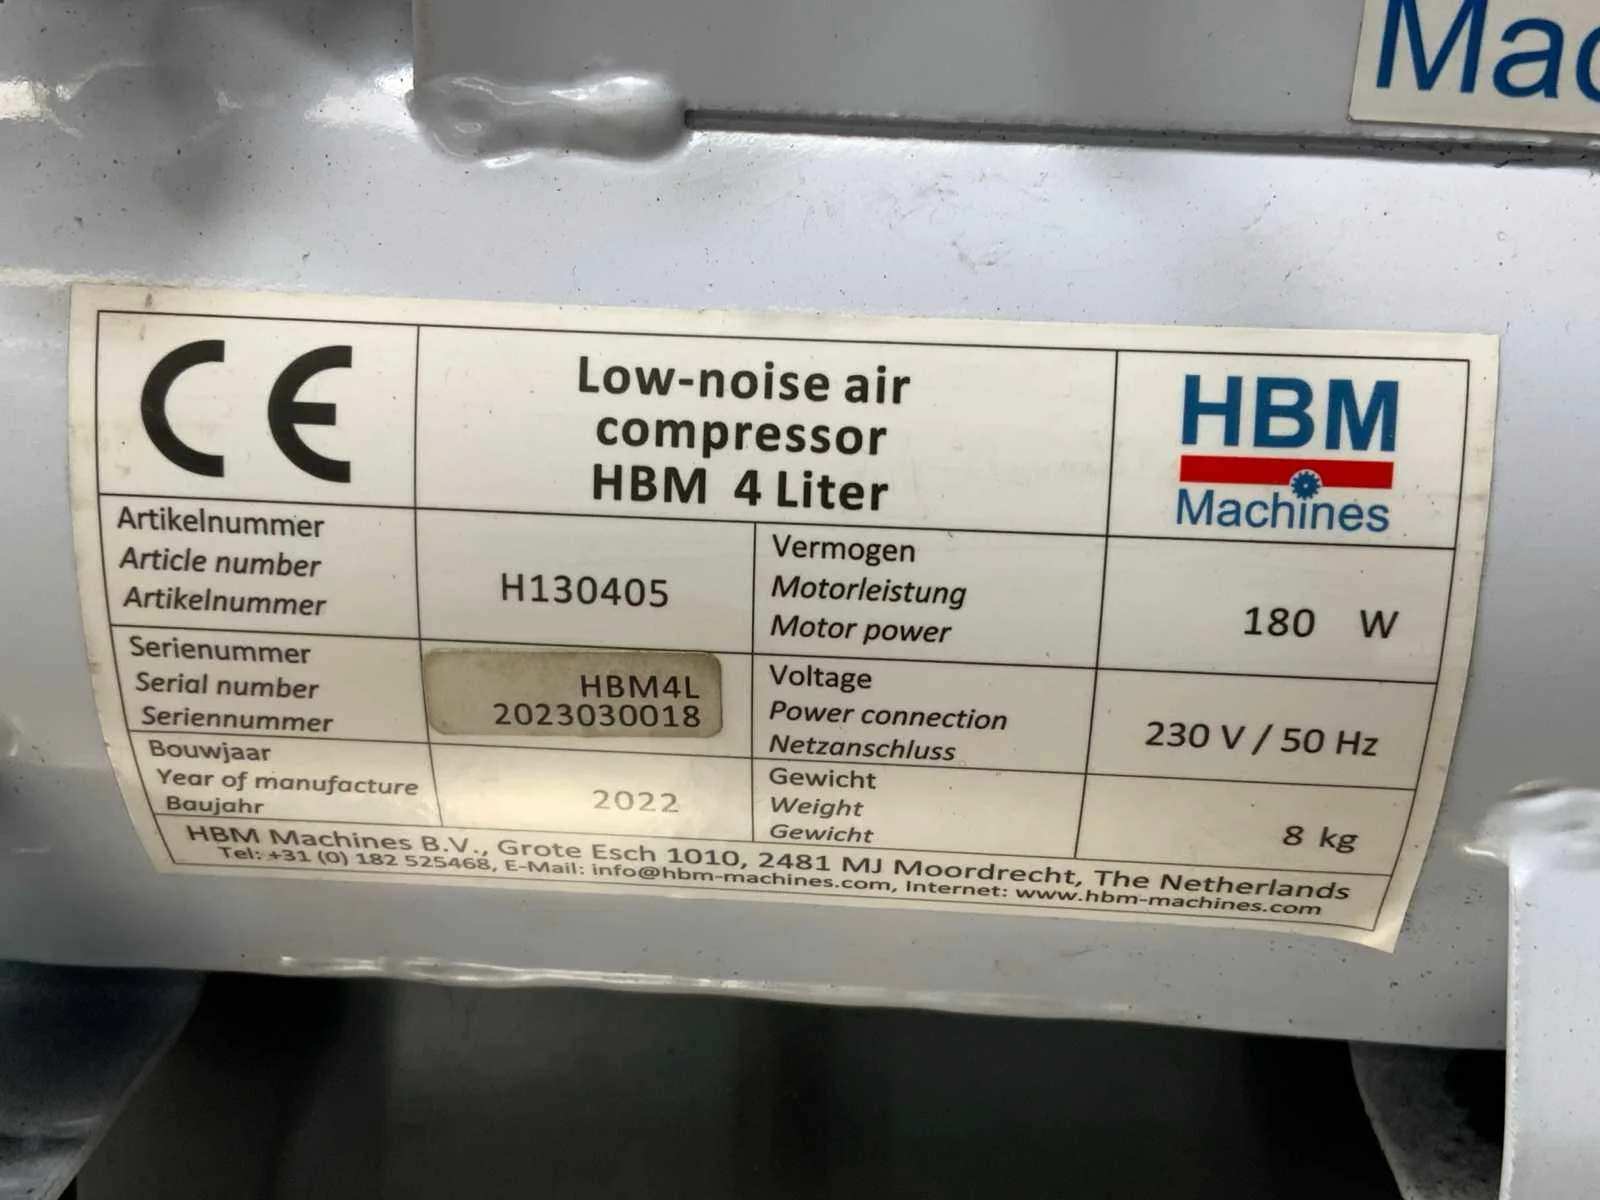 Mac
CE
Low-noise air
compressor
HBM 4 Liter
HBM
Machines
Artikelnummer
Article number
Artikelnummer
H130405
Vermogen
Motorleistung
Motor power
180 W
Serienummer
Serial number
Seriennummer
HBM4L
2023030018
Voltage
Power connection
Netzanschluss
230 V / 50 Hz
Bouwjaar
Year of manufacture
Baujahr
2022
Gewicht
Weight
Gewicht
8 kg
HBM Machines B.V., Grote Esch 1010, 2481 MJ Moordrecht, The Netherlands
Tel: +31 (0) 182 525468, E-Mail: info@hbm-machines.com, Internet: www.hbm-machines.com